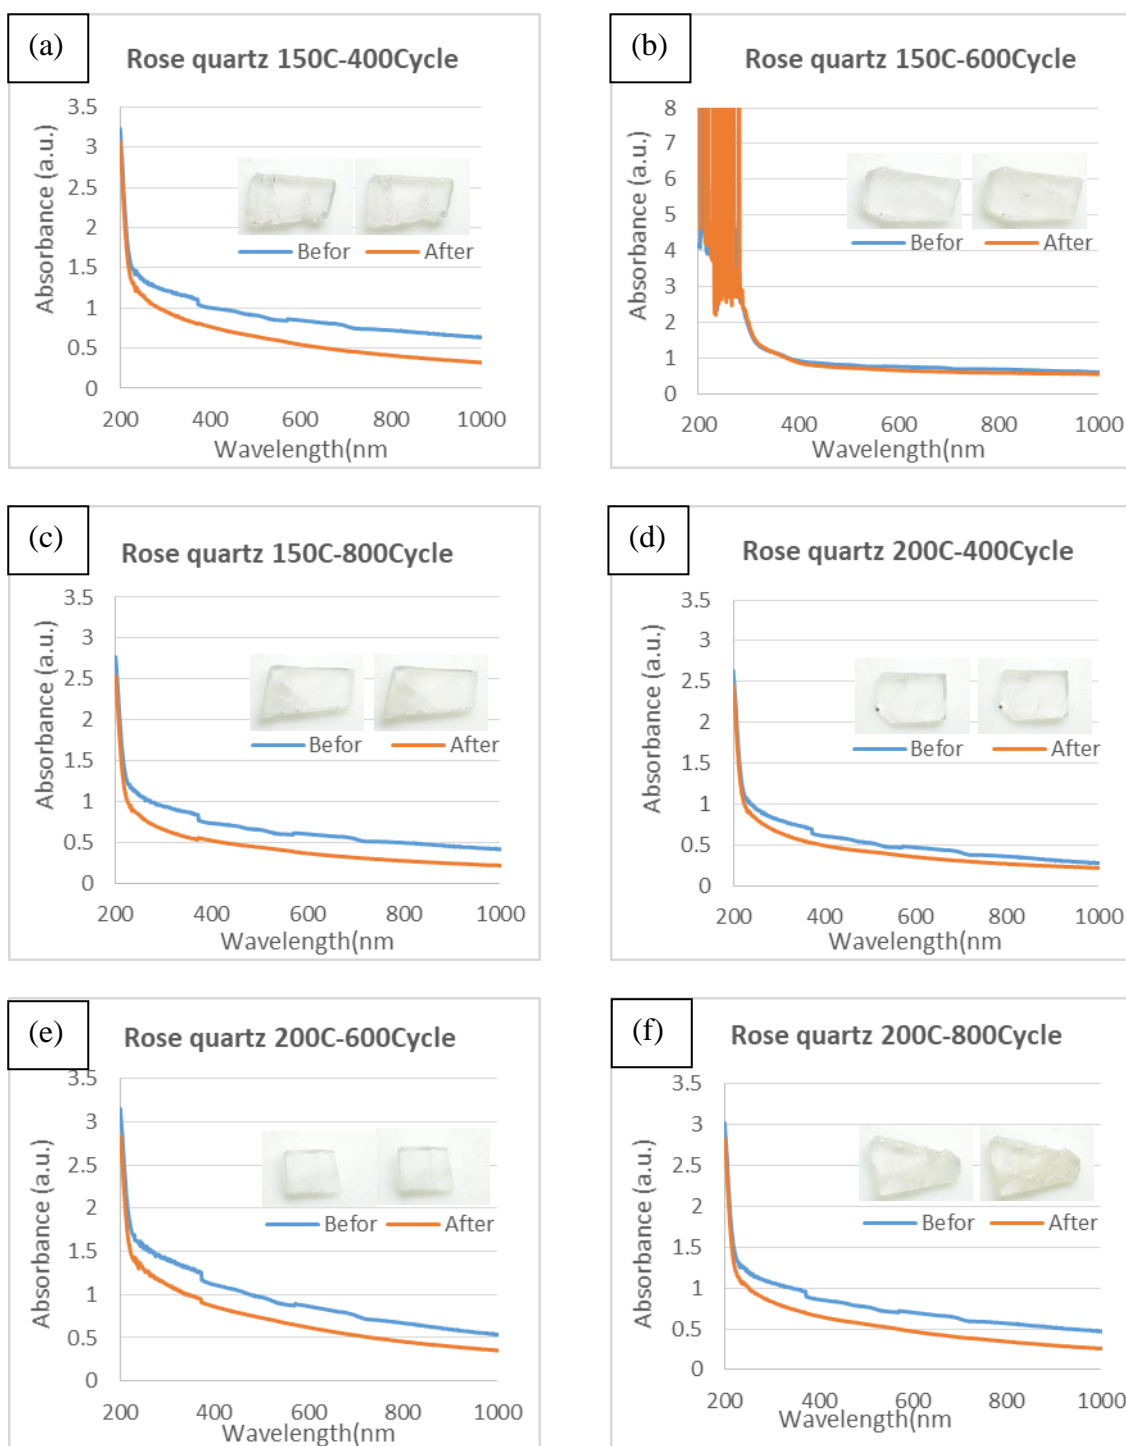 (a)
Rose quartz 150C-400Cycle
Absorbance (a.u.)
3.5
3
2.5
2
1.5
1
0.5
0
Befor After
200 400 600 800 1000
Wavelength(nm
(b)
Rose quartz 150C-600Cycle
Absorbance (a.u.)
8
7
6
5
4
3
2
1
0
Befor After
200 400 600 800 1000
Wavelength(nm
(c)
Rose quartz 150C-800Cycle
Absorbance (a.u.)
3.5
3
2.5
2
1.5
1
0.5
0
Befor After
200 400 600 800 1000
Wavelength(nm
(d)
Rose quartz 200C-400Cycle
Absorbance (a.u.)
3.5
3
2.5
2
1.5
1
0.5
0
Befor After
200 400 600 800 1000
Wavelength(nm
(e)
Rose quartz 200C-600Cycle
Absorbance (a.u.)
3.5
3
2.5
2
1.5
1
0.5
0
Befor After
200 400 600 800 1000
Wavelength(nm
(f)
Rose quartz 200C-800Cycle
Absorbance (a.u.)
3.5
3
2.5
2
1.5
1
0.5
0
Befor After
200 400 600 800 1000
Wavelength(nm